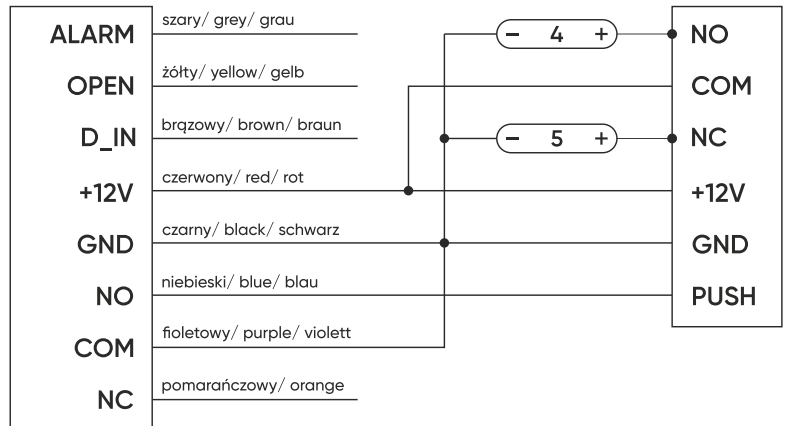 ALARM szary/ grey/ grau − 4 + NO
OPEN żółty/ yellow/ gelb COM
D_IN brązowy/ brown/ braun − 5 + NC
+12V czerwony/ red/ rot +12V
GND czarny/ black/ schwarz GND
NO niebieski/ blue/ blau PUSH
COM fioletowy/ purple/ violett
NC pomarańczowy/ orange